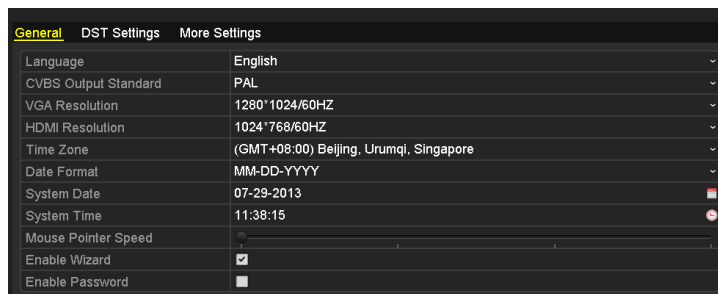 General DST Settings More Settings
Language English
CVBS Output Standard PAL
VGA Resolution 1280*1024/60HZ
HDMI Resolution 1024*768/60HZ
Time Zone (GMT+08:00) Beijing, Urumqi, Singapore
Date Format MM-DD-YYYY
System Date 07-29-2013
System Time 11:38:15
Mouse Pointer Speed
Enable Wizard
Enable Password